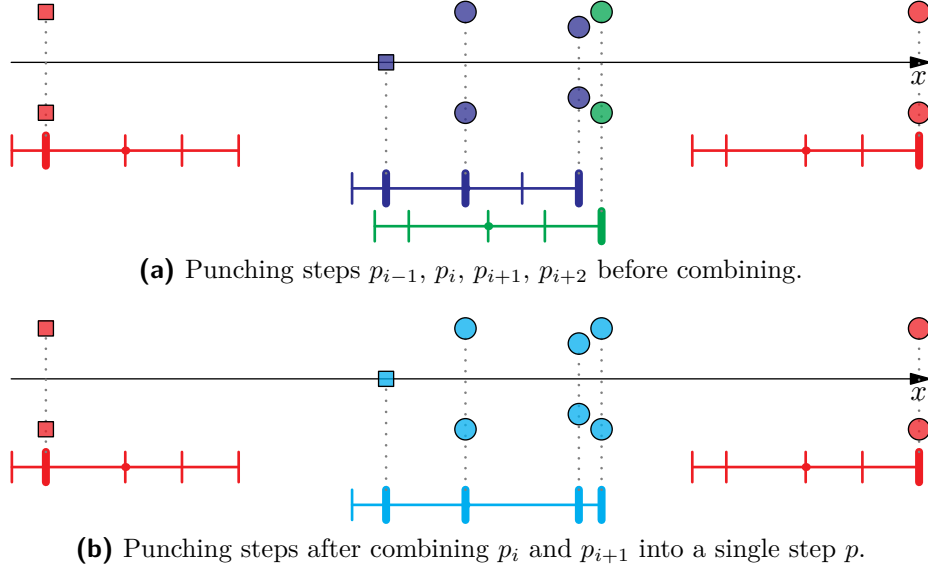 x
(a) Punching steps p_{i−1}, p_i, p_{i+1}, p_{i+2} before combining.
x
(b) Punching steps after combining p_i and p_{i+1} into a single step p.